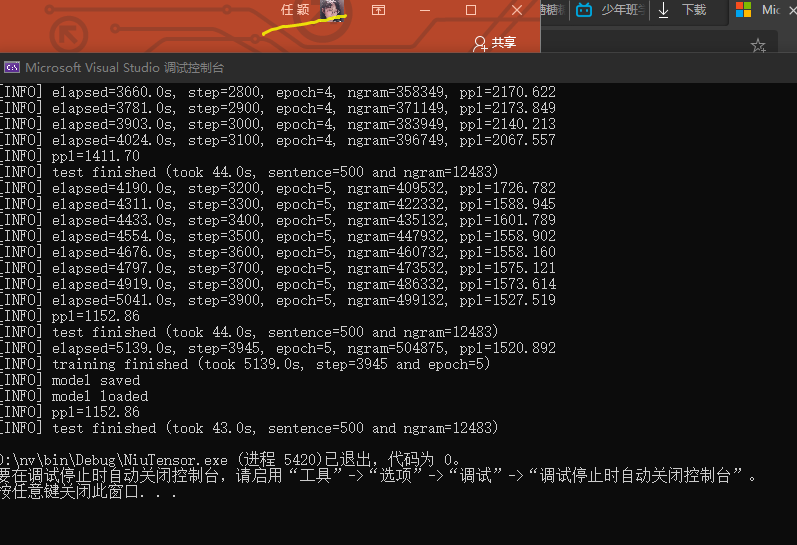 任 颖
少年班
下载
Mic
共享
Microsoft Visual Studio 调试控制台
[INFO] elapsed=3660.0s, step=2800, epoch=4, ngram=358349, ppl=2170.622
[INFO] elapsed=3781.0s, step=2900, epoch=4, ngram=371149, ppl=2173.849
[INFO] elapsed=3903.0s, step=3000, epoch=4, ngram=383949, ppl=2140.213
[INFO] elapsed=4024.0s, step=3100, epoch=4, ngram=396749, ppl=2067.557
[INFO] ppl=1411.70
[INFO] test finished (took 44.0s, sentence=500 and ngram=12483)
[INFO] elapsed=4190.0s, step=3200, epoch=5, ngram=409532, ppl=1726.782
[INFO] elapsed=4311.0s, step=3300, epoch=5, ngram=422332, ppl=1588.945
[INFO] elapsed=4433.0s, step=3400, epoch=5, ngram=435132, ppl=1601.789
[INFO] elapsed=4554.0s, step=3500, epoch=5, ngram=447932, ppl=1558.902
[INFO] elapsed=4676.0s, step=3600, epoch=5, ngram=460732, ppl=1558.160
[INFO] elapsed=4797.0s, step=3700, epoch=5, ngram=473532, ppl=1575.121
[INFO] elapsed=4919.0s, step=3800, epoch=5, ngram=486332, ppl=1573.614
[INFO] elapsed=5041.0s, step=3900, epoch=5, ngram=499132, ppl=1527.519
[INFO] ppl=1152.86
[INFO] test finished (took 44.0s, sentence=500 and ngram=12483)
[INFO] elapsed=5139.0s, step=3945, epoch=5, ngram=504875, ppl=1520.892
[INFO] training finished (took 5139.0s, step=3945 and epoch=5)
[INFO] model saved
[INFO] model loaded
[INFO] ppl=1152.86
[INFO] test finished (took 43.0s, sentence=500 and ngram=12483)
D:\nv\bin\Debug\NiuTensor.exe (进程 5420)已退出，代码为 0。
要在调试停止时自动关闭控制台，请启用“工具”->“选项”->“调试”->“调试停止时自动关闭控制台”。
按任意键关闭此窗口. . .